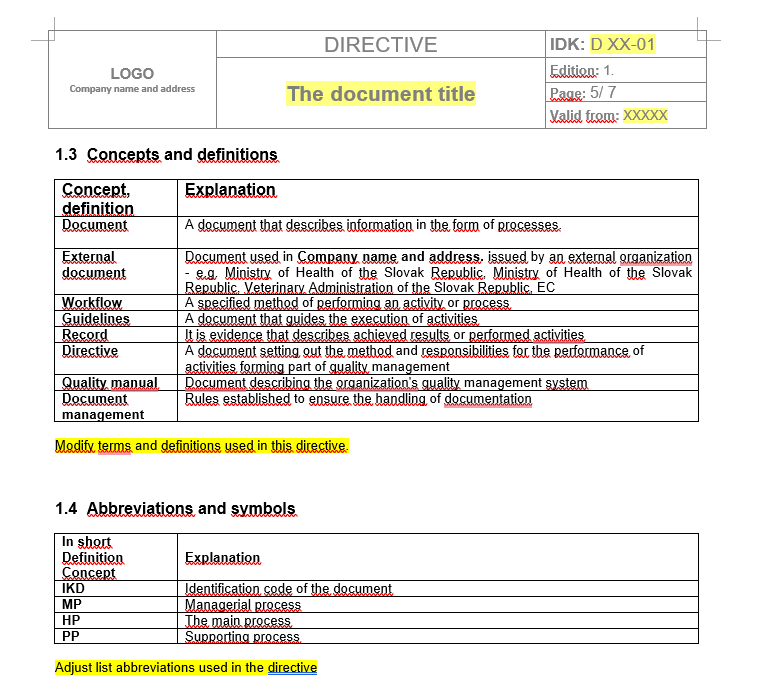 DIRECTIVE
IDK: D XX-01
LOGO
Company name and address
The document title
Edition: 1.
Page: 5/ 7
Valid from: XXXXX
1.3 Concepts and definitions
Concept, Explanation
definition
Document A document that describes information in the form of processes.
External Document used in Company name and address. issued by an external organization
document - e.g. Ministry of Health of the Slovak Republic, Ministry of Health of the Slovak
Republic, Veterinary Administration of the Slovak Republic, EC
Workflow A specified method of performing an activity or process
Guidelines A document that guides the execution of activities
Record It is evidence that describes achieved results or performed activities
Directive A document setting out the method and responsibilities for the performance of
activities forming part of quality management
Quality manual Document describing the organization's quality management system
Document Rules established to ensure the handling of documentation
management
Modify terms and definitions used in this directive.
1.4 Abbreviations and symbols
In short
Definition Explanation
Concept
IKD Identification code of the document
MP Managerial process
HP The main process
PP Supporting process
Adjust list abbreviations used in the directive